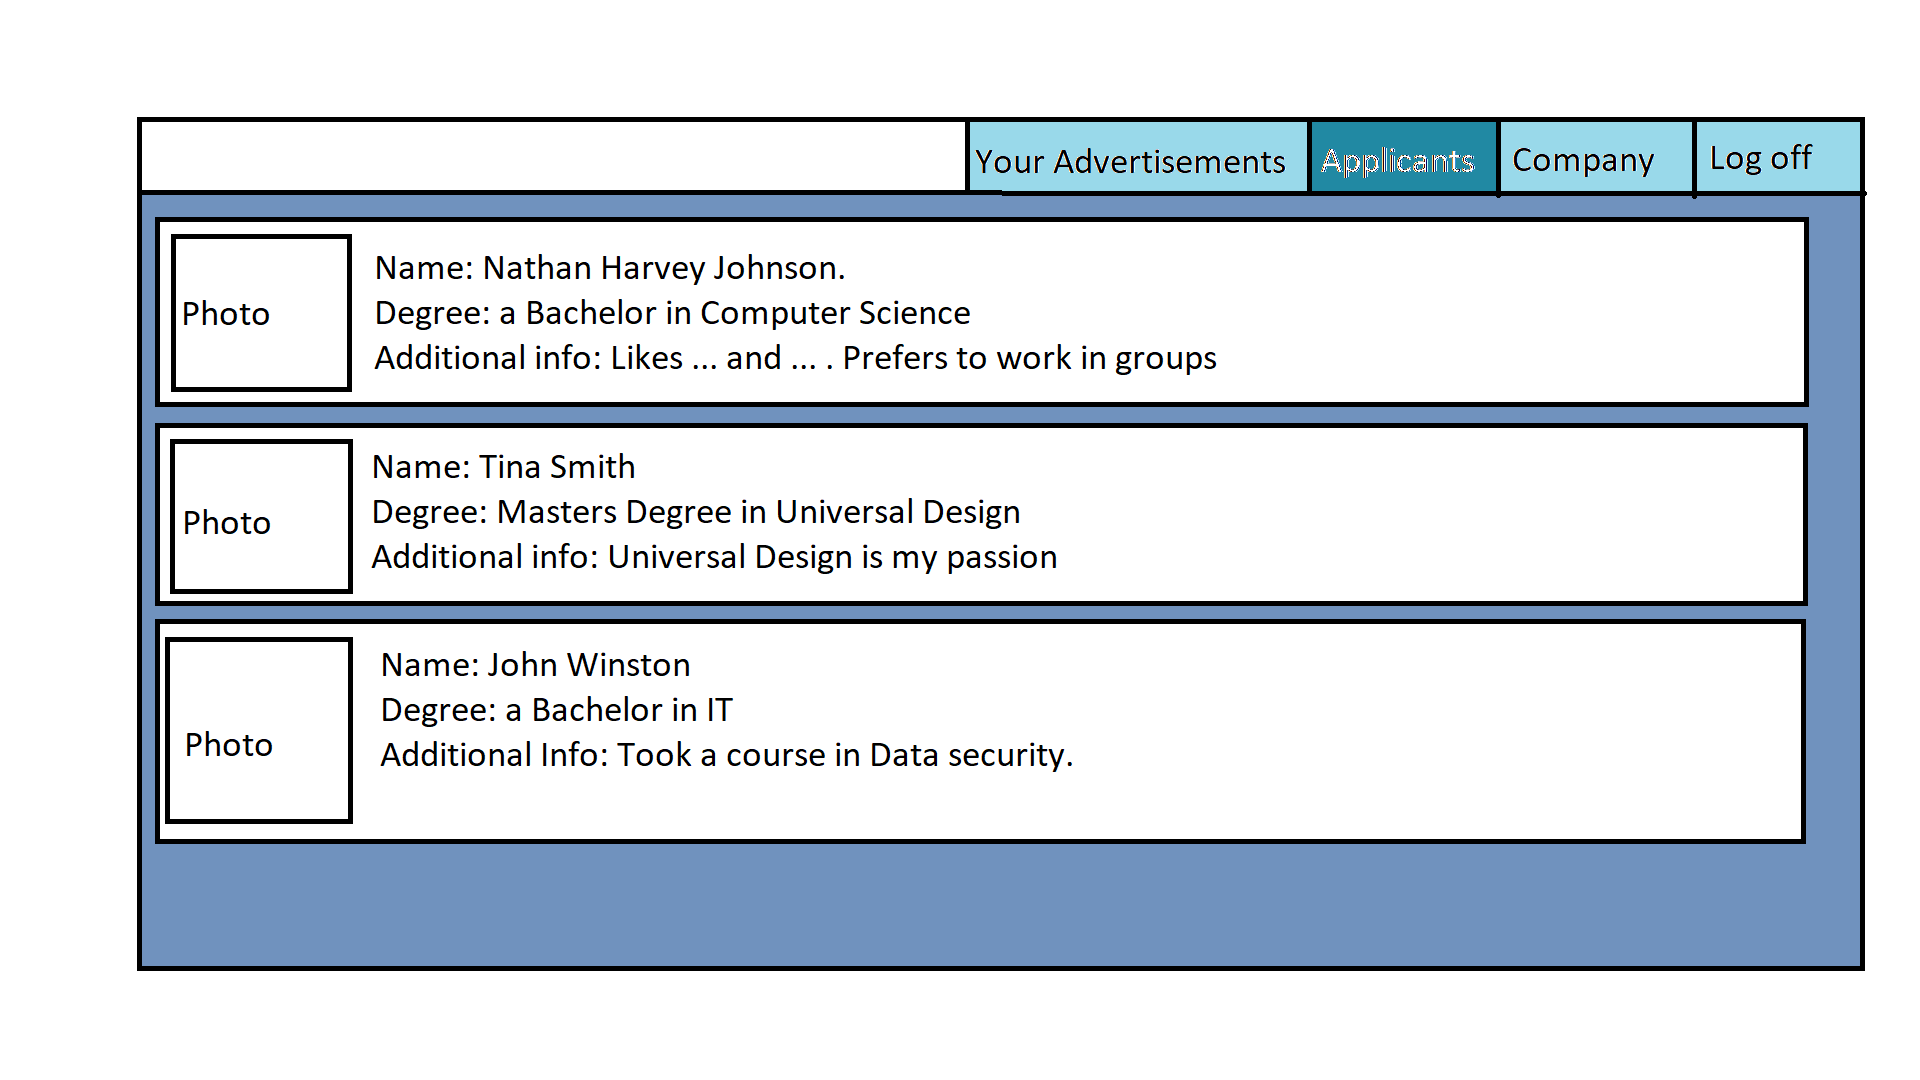 Your Advertisements Applicants Company Log off
Photo
Name: Nathan Harvey Johnson.
Degree: a Bachelor in Computer Science
Additional info: Likes ... and ... . Prefers to work in groups
Photo
Name: Tina Smith
Degree: Masters Degree in Universal Design
Additional info: Universal Design is my passion
Photo
Name: John Winston
Degree: a Bachelor in IT
Additional Info: Took a course in Data security.